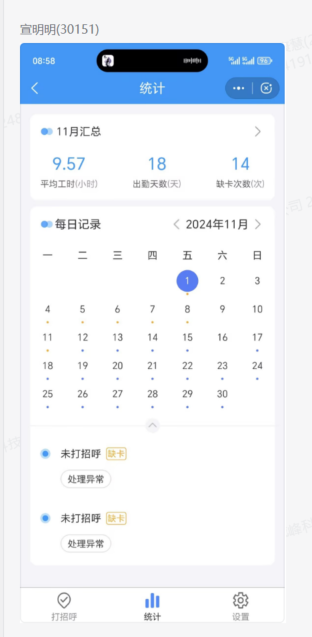 宣明明(30151)
08:58
统计
11月汇总
9.57 18 14
平均工时(小时) 出勤天数(天) 缺卡次数(次)
每日记录 2024年11月
一 二 三 四 五 六 日
1 2 3
4 5 6 7 8 9 10
11 12 13 14 15 16 17
18 19 20 21 22 23 24
25 26 27 28 29 30
未打招呼 缺卡
处理异常
未打招呼 缺卡
处理异常
打招呼 统计 设置